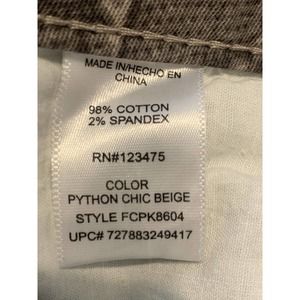 MADE IN/HECHO EN
CHINA
98% COTTON
2% SPANDEX
RN#123475
COLOR
PYTHON CHIC BEIGE
STYLE FCPK8604
UPC# 727883249417